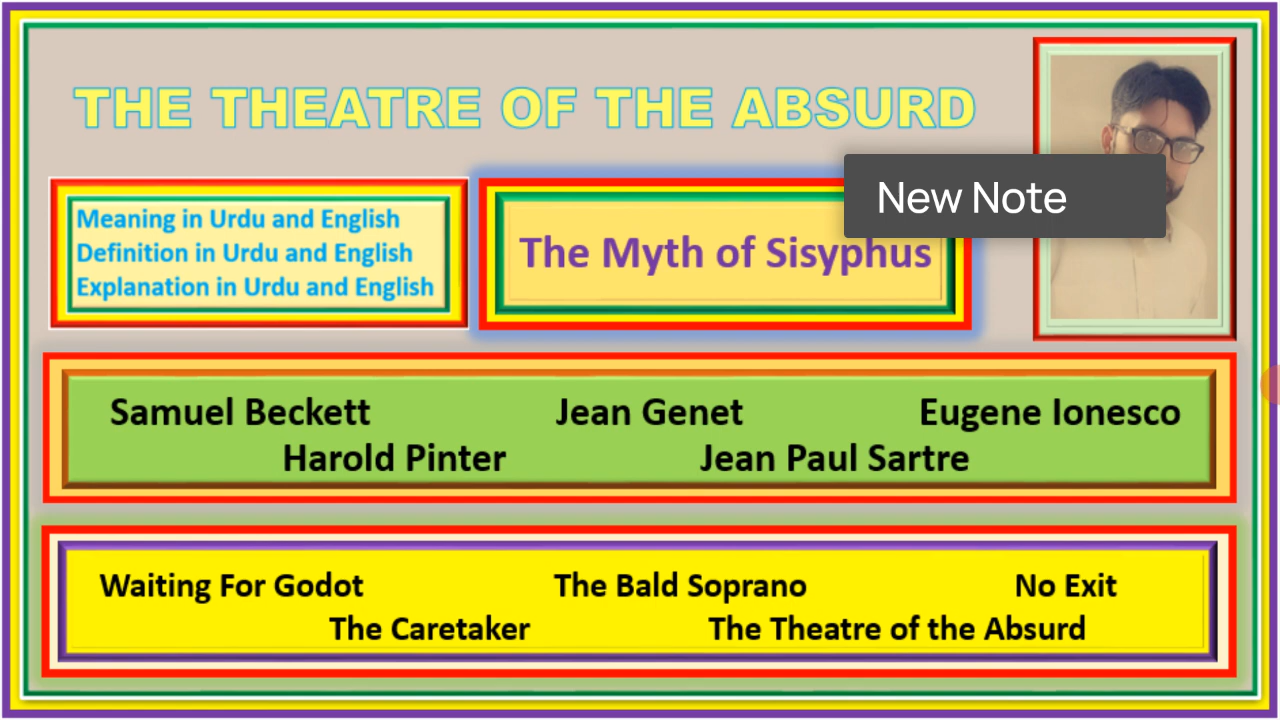 THE THEATRE OF THE ABSURD
New Note
Meaning in Urdu and English
Definition in Urdu and English
Explanation in Urdu and English
The Myth of Sisyphus
Samuel Beckett Jean Genet Eugene Ionesco
Harold Pinter Jean Paul Sartre
Waiting For Godot The Bald Soprano No Exit
The Caretaker The Theatre of the Absurd